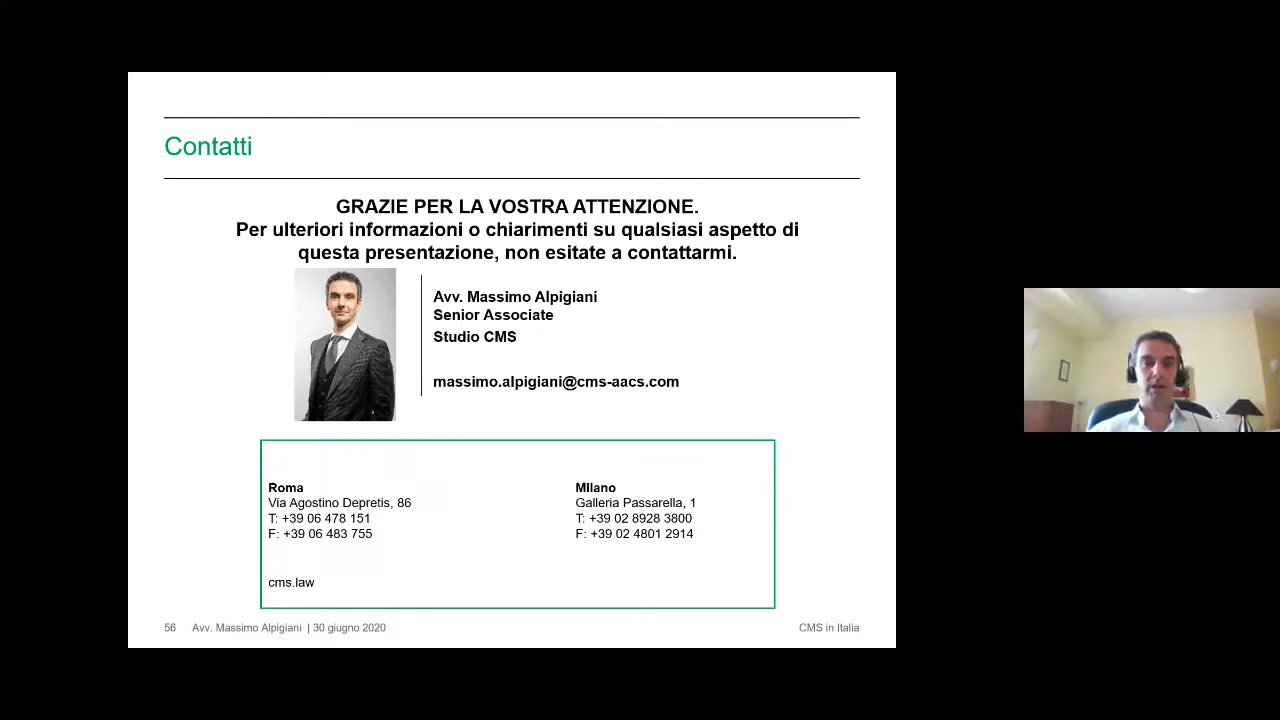 Contatti
GRAZIE PER LA VOSTRA ATTENZIONE.
Per ulteriori informazioni o chiarimenti su qualsiasi aspetto di
questa presentazione, non esitate a contattarmi.
Avv. Massimo Alpigiani
Senior Associate
Studio CMS
massimo.alpigiani@cms-aacs.com
Roma
Via Agostino Depretis, 86
T: +39 06 478 151
F: +39 06 483 755
cms.law
MIlano
Galleria Passarella, 1
T: +39 02 8928 3800
F: +39 02 4801 2914
56 Avv. Massimo Alpigiani | 30 giugno 2020 CMS in Italia